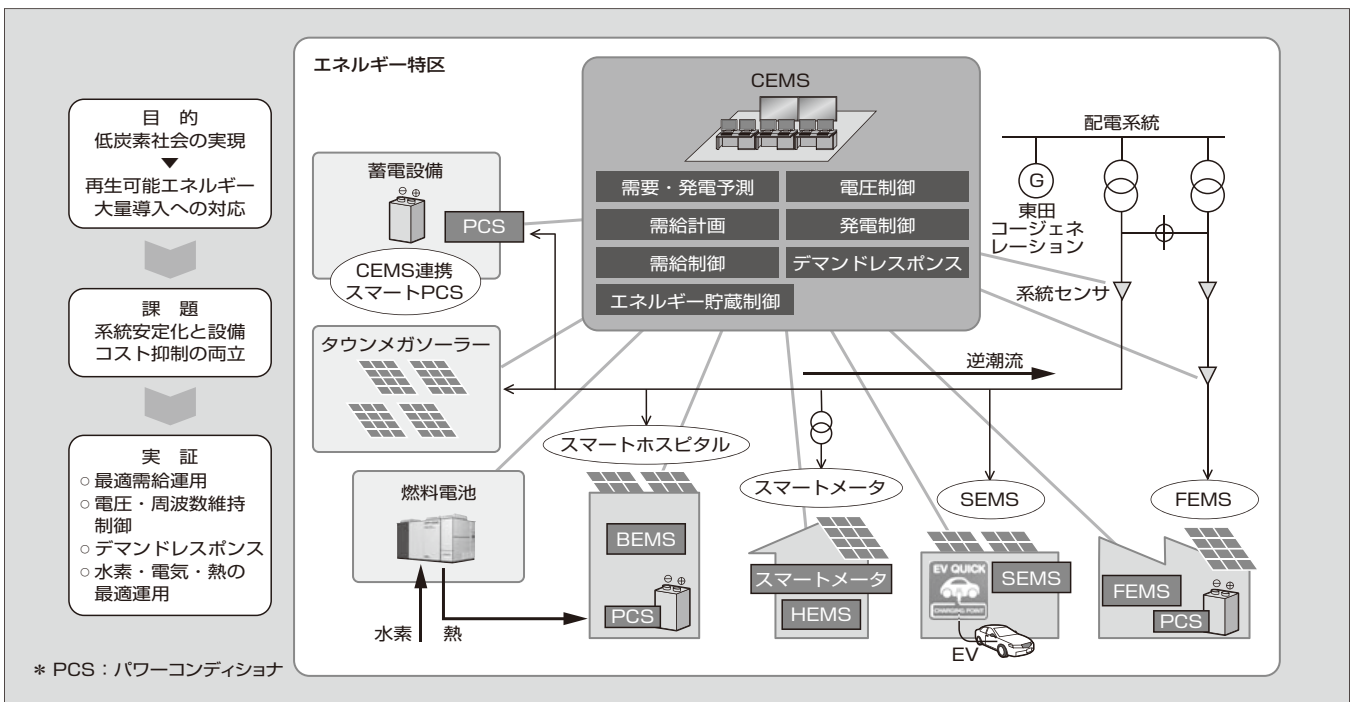 目 的
低炭素社会の実現
再生可能エネルギー
大量導入への対応
課 題
系統安定化と設備
コスト抑制の両立
実 証
○最適需給運用
○電圧・周波数維持
制御
○デマンドレスポンス
○水素・電気・熱の
最適運用
* PCS：パワーコンディショナ
エネルギー特区
CEMS
需要・発電予測
電圧制御
需給計画
発電制御
需給制御
デマンドレスポンス
エネルギー貯蔵制御
蓄電設備
PCS
CEMS連携
スマートPCS
タウンメガソーラー
配電系統
G
東田
コージェネ
レーション
系統センサ
逆潮流
燃料電池
水素
熱
スマートホスピタル
BEMS
PCS
スマートメータ
スマートメータ
HEMS
SEMS
EV QUICK
CHARGING POINT
SEMS
EV
FEMS
FEMS
PCS